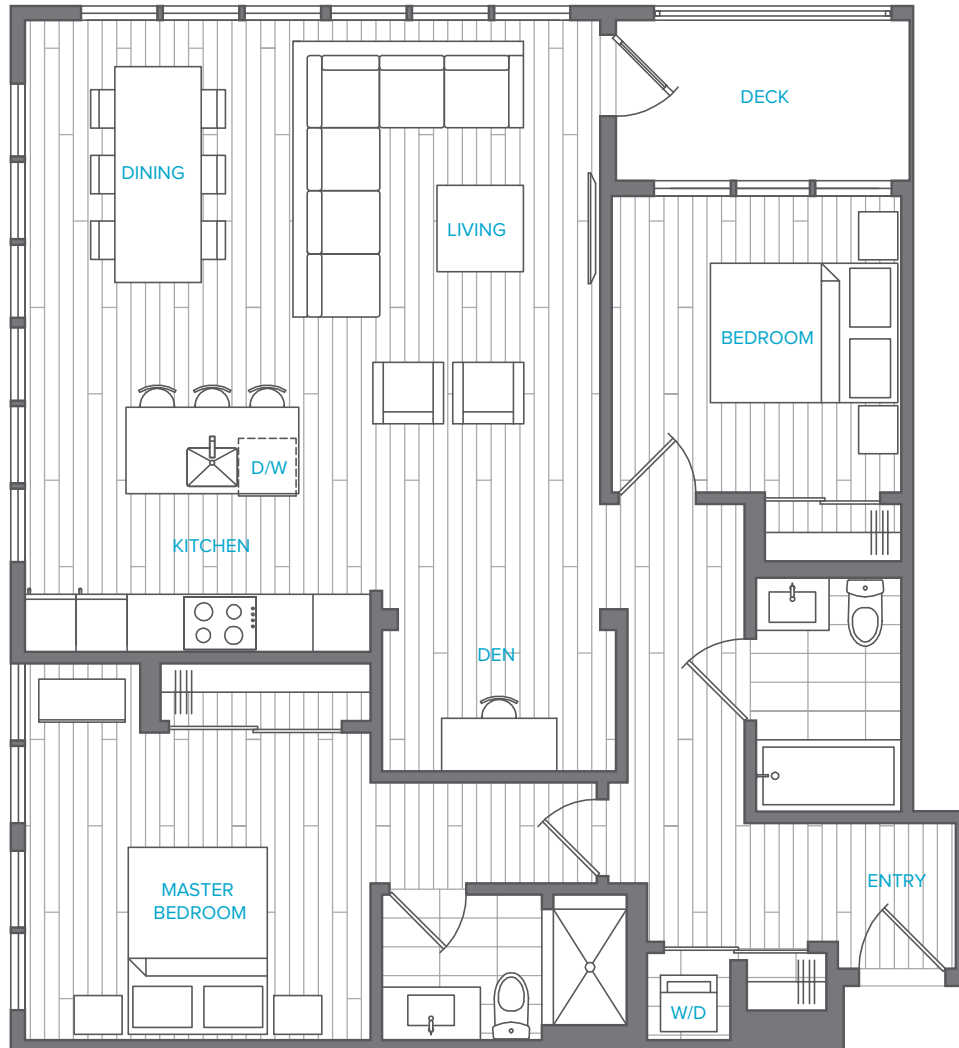 DECK
DINING
LIVING
BEDROOM
D/W
KITCHEN
DEN
MASTER
BEDROOM
ENTRY
W/D